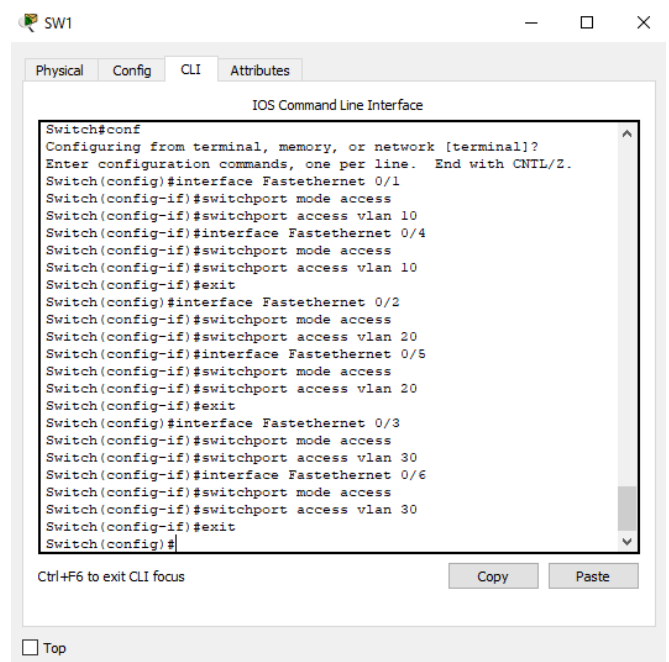 SW1
Physical Config CLI Attributes
IOS Command Line Interface
Switch#conf
Configuring from terminal, memory, or network [terminal]?
Enter configuration commands, one per line.  End with CNTL/Z.
Switch(config)#interface Fastethernet 0/1
Switch(config-if)#switchport mode access
Switch(config-if)#switchport access vlan 10
Switch(config-if)#interface Fastethernet 0/4
Switch(config-if)#switchport mode access
Switch(config-if)#switchport access vlan 10
Switch(config-if)#exit
Switch(config)#interface Fastethernet 0/2
Switch(config-if)#switchport mode access
Switch(config-if)#switchport access vlan 20
Switch(config-if)#interface Fastethernet 0/5
Switch(config-if)#switchport mode access
Switch(config-if)#switchport access vlan 20
Switch(config-if)#exit
Switch(config)#interface Fastethernet 0/3
Switch(config-if)#switchport mode access
Switch(config-if)#switchport access vlan 30
Switch(config-if)#interface Fastethernet 0/6
Switch(config-if)#switchport mode access
Switch(config-if)#switchport access vlan 30
Switch(config-if)#exit
Switch(config)#
Ctrl+F6 to exit CLI focus Copy Paste
Top